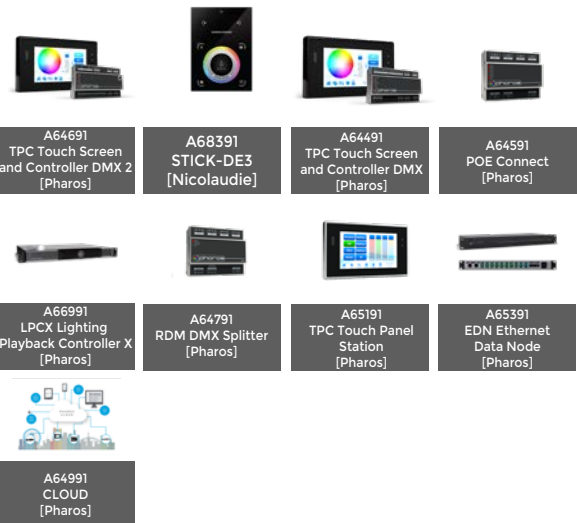 A64691
TPC Touch Screen
and Controller DMX 2
[Pharos]
A68391
STICK-DE3
[Nicolaudie]
A64491
TPC Touch Screen
and Controller DMX
[Pharos]
A64591
POE Connect
[Pharos]
A66991
LPCX Lighting
Playback Controller X
[Pharos]
A64791
RDM DMX Splitter
[Pharos]
A65191
TPC Touch Panel
Station
[Pharos]
A65391
EDN Ethernet
Data Node
[Pharos]
A64991
CLOUD
[Pharos]